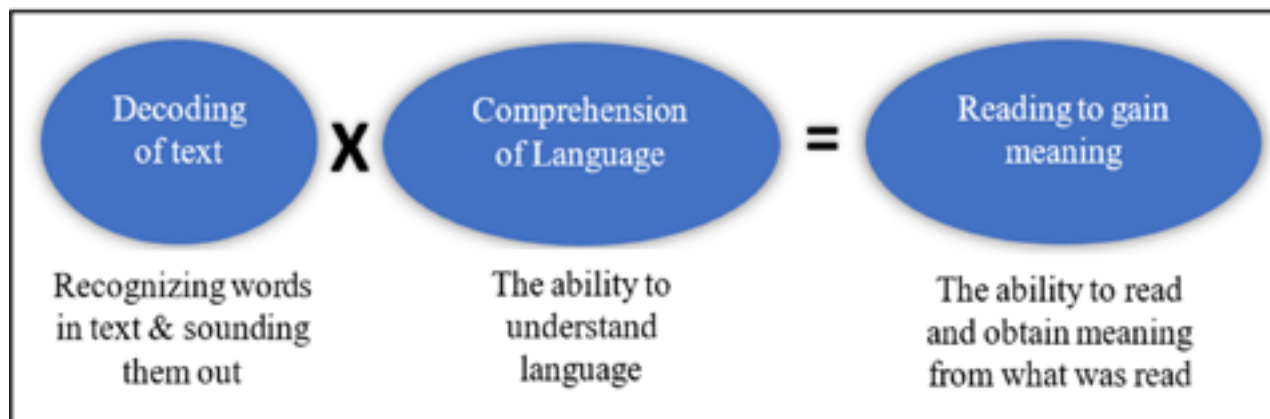 Decoding
of text
X
Comprehension
of Language
=
Reading to gain
meaning
Recognizing words
in text & sounding
them out
The ability to
understand
language
The ability to read
and obtain meaning
from what was read